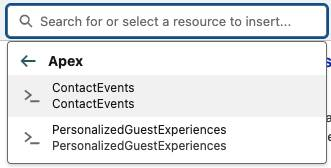 Search for or select a resource to insert...
Apex
ContactEvents
ContactEvents
PersonalizedGuestExperiences
PersonalizedGuestExperiences